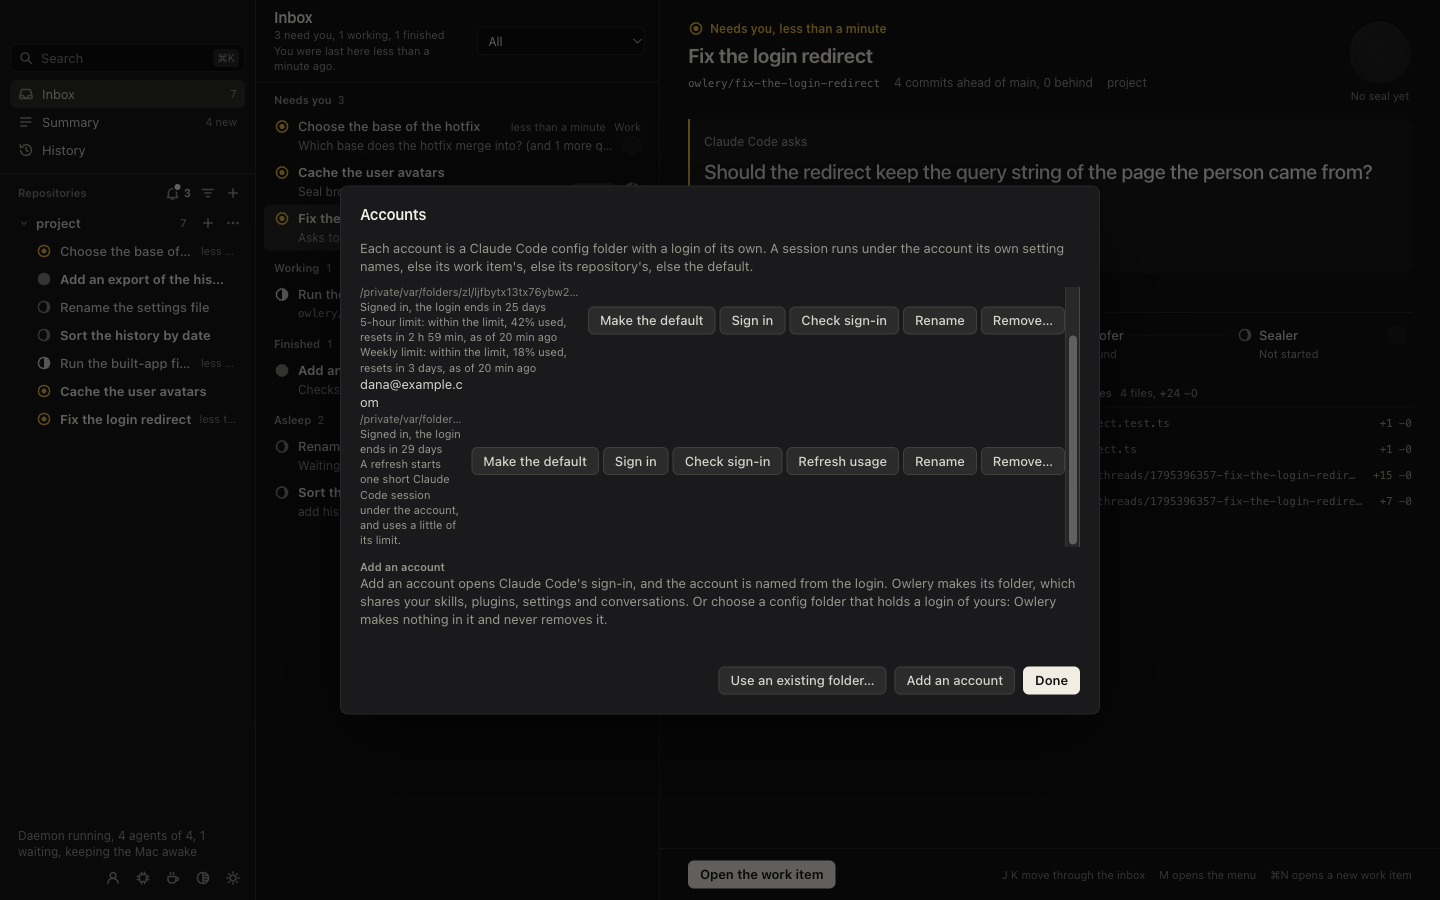 Search ⌘K
Inbox 7
Summary 4 new
History
Repositories 3
project 7
Choose the base of... less ...
Add an export of the his...
Rename the settings file
Sort the history by date
Run the built-app fi... less ...
Cache the user avatars
Fix the login redirect less t...
Daemon running, 4 agents of 4, 1
waiting, keeping the Mac awake
Inbox
3 need you, 1 working, 1 finished
You were last here less than a
minute ago.
All
Needs you 3
Choose the base of the hotfix less than a minute Work
Which base does the hotfix merge into? (and 1 more q...
Cache the user avatars
Seal bro
Fix the
Asks to
Working 1
Run the
owlery/
Finished 1
Add an
Checks
Asleep 2
Renam
Waiting
Sort th
add his
Needs you, less than a minute
Fix the login redirect
owlery/fix-the-login-redirect 4 commits ahead of main, 0 behind project
No seal yet
Claude Code asks
Should the redirect keep the query string of the page the person came from?
ofer
und
Sealer
Not started
es 4 files, +24 −0
ect.test.ts +1 −0
ect.ts +1 −0
threads/1795396357-fix-the-login-redir… +15 −0
threads/1795396357-fix-the-login-redire… +7 −0
Open the work item
J K move through the inbox M opens the menu ⌘N opens a new work item
Accounts
Each account is a Claude Code config folder with a login of its own. A session runs under the account its own setting
names, else its work item's, else its repository's, else the default.
/private/var/folders/zl/ljfbytx13tx76ybw2...
Signed in, the login ends in 25 days
5-hour limit: within the limit, 42% used,
resets in 2 h 59 min, as of 20 min ago
Weekly limit: within the limit, 18% used,
resets in 3 days, as of 20 min ago
Make the default Sign in Check sign-in Rename Remove...
dana@example.c
om
/private/var/folder...
Signed in, the login
ends in 29 days
A refresh starts
one short Claude
Code session
under the account,
and uses a little of
its limit.
Make the default Sign in Check sign-in Refresh usage Rename Remove...
Add an account
Add an account opens Claude Code's sign-in, and the account is named from the login. Owlery makes its folder, which
shares your skills, plugins, settings and conversations. Or choose a config folder that holds a login of yours: Owlery
makes nothing in it and never removes it.
Use an existing folder... Add an account Done